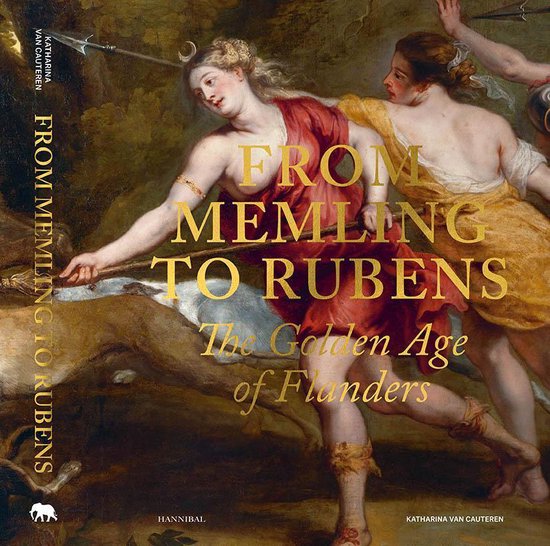 KATHARINA
VAN CAUTEREN
FROM MEMLING TO RUBENS
FROM
MEMLING
TO RUBENS
The Golden Age
of Flanders
HANNIBAL
KATHARINA VAN CAUTEREN